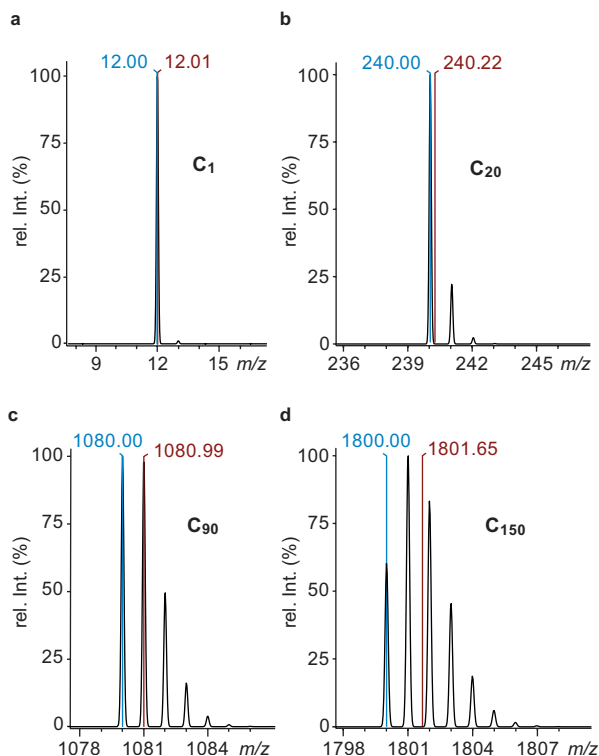 a
12.00 12.01
rel. Int. (%)
100
75
50
25
0
C1
9 12 15 m/z
b
240.00 240.22
rel. Int. (%)
100
75
50
25
0
C20
236 239 242 245 m/z
c
1080.00 1080.99
rel. Int. (%)
100
75
50
25
0
C90
1078 1081 1084 m/z
d
1800.00 1801.65
rel. Int. (%)
100
75
50
25
0
C150
1798 1801 1804 1807 m/z